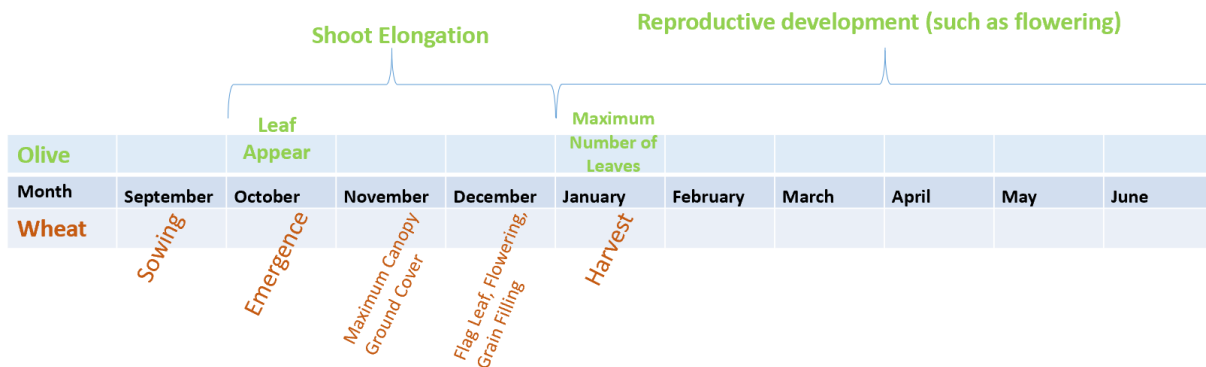 Shoot Elongation
Reproductive development (such as flowering)
Leaf
Appear
Maximum
Number of
Leaves
Olive
Month September October November December January February March April May June
Wheat
Sowing
Emergence
Maximum Canopy
Ground Cover
Flag Leaf, Flowering,
Grain Filling
Harvest